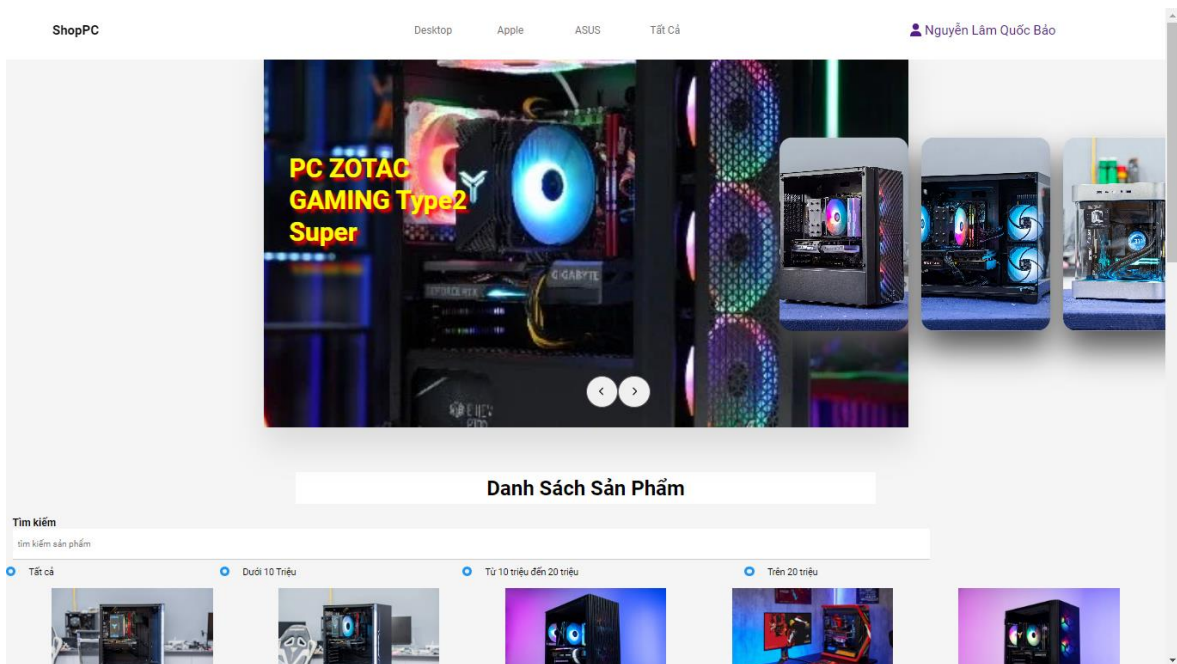 ShopPC
Desktop Apple ASUS Tất Cả
Nguyễn Lâm Quốc Bảo
PC ZOTAC
GAMING Type2
Super
GIGABYTE
GEFORCE RTX
Danh Sách Sản Phẩm
Tìm kiếm
tìm kiếm sản phẩm
Tất cả
Dưới 10 Triệu
Từ 10 triệu đến 20 triệu
Trên 20 triệu